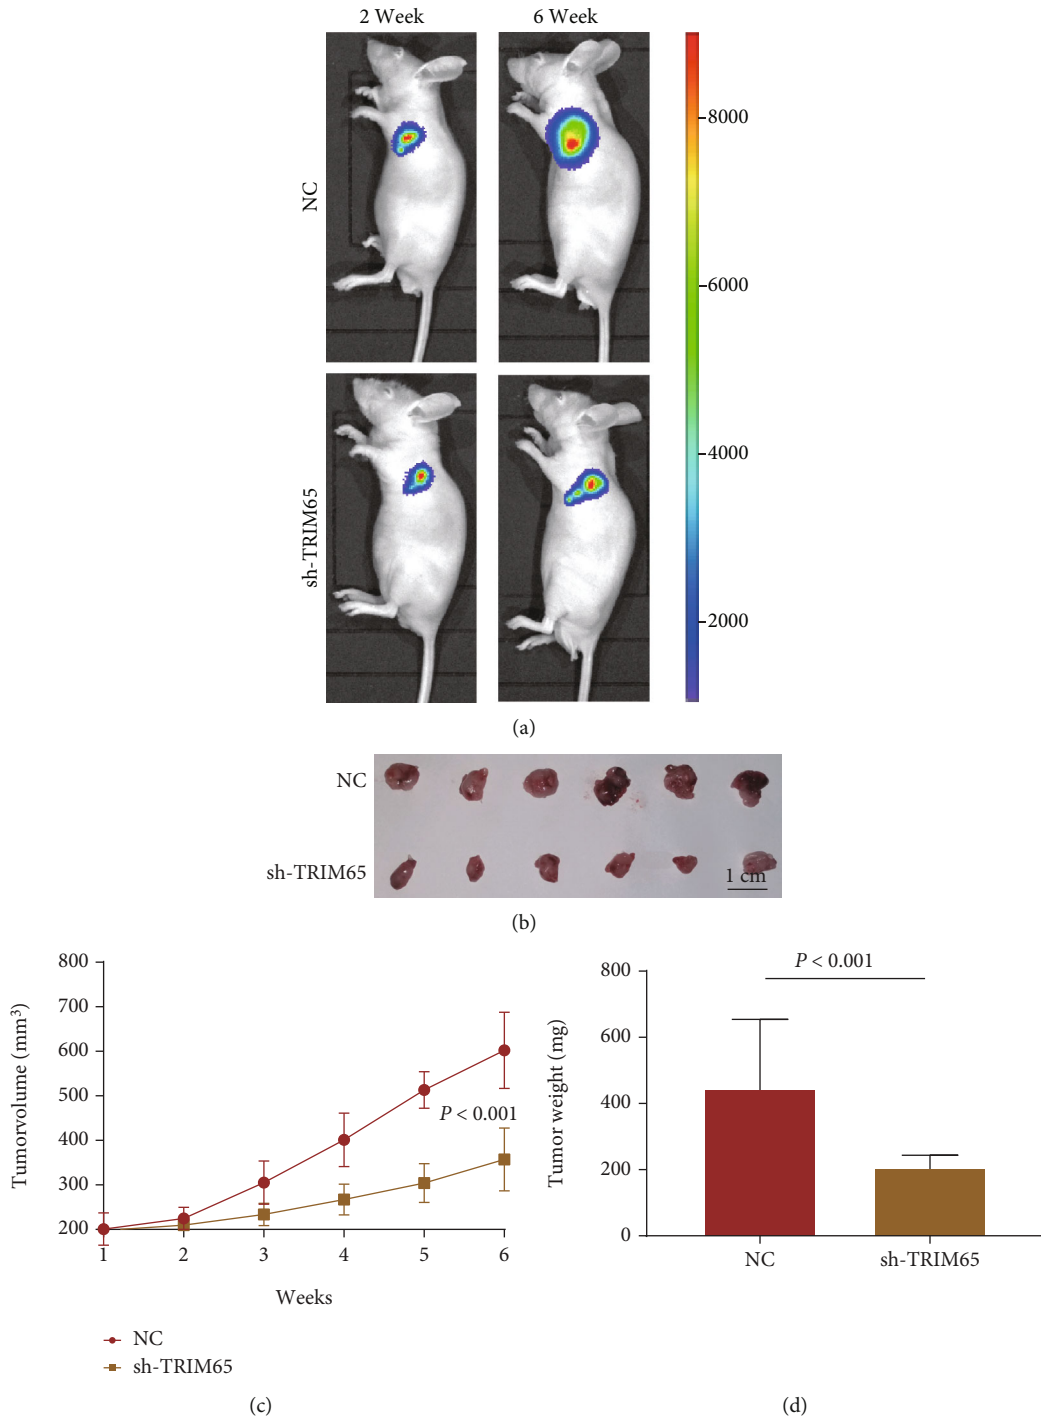 2 Week
6 Week
NC
sh-TRIM65
8000
6000
4000
2000
(a)
NC
sh-TRIM65
1 cm
(b)
800
700
600
500
400
300
200
Tumorvolume (mm³)
P < 0.001
1 2 3 4 5 6
Weeks
NC
sh-TRIM65
(c)
800
600
400
200
0
Tumor weight (mg)
P < 0.001
NC
sh-TRIM65
(d)